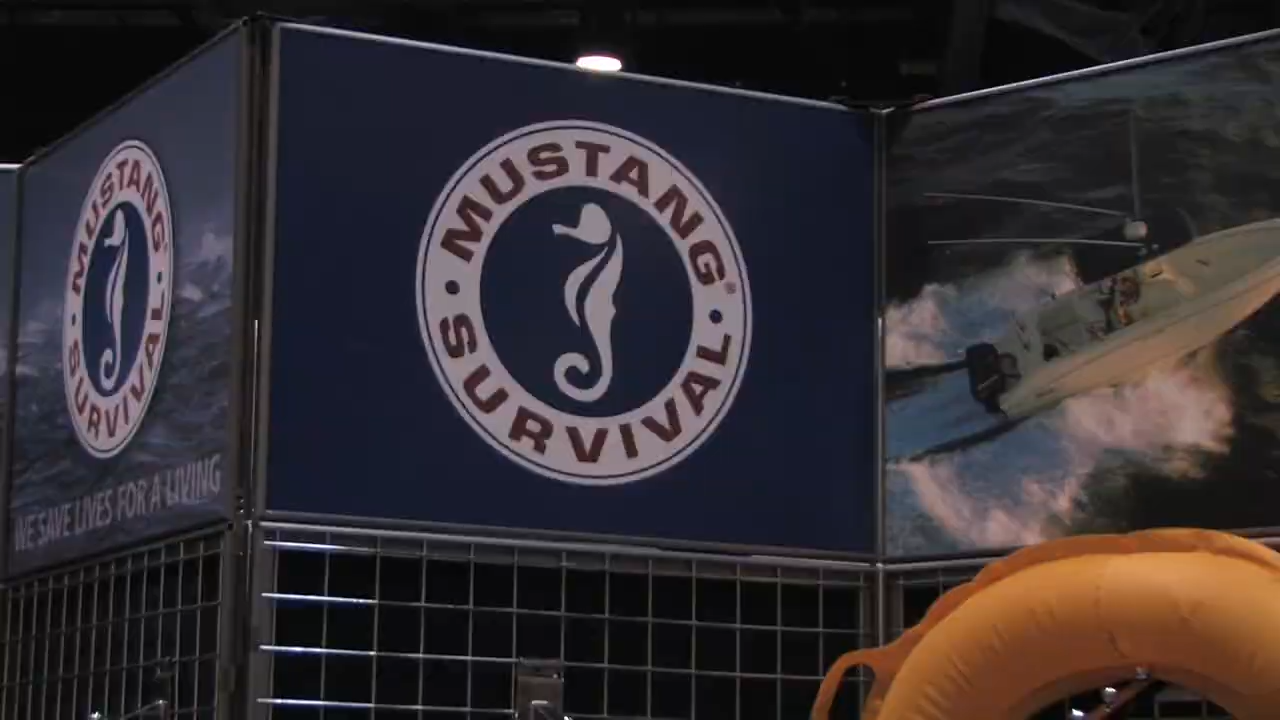 MUSTANG
SURVIVAL
WE SAVE LIVES FOR A LIVING
MUSTANG®
SURVIVAL